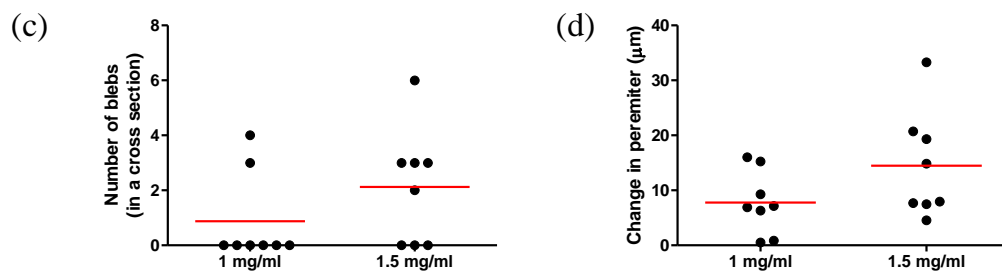 (c)
Number of blebs
(in a cross section)
8
6
4
2
0
1 mg/ml
1.5 mg/ml
(d)
Change in peremiter (μm)
40
30
20
10
0
1 mg/ml
1.5 mg/ml